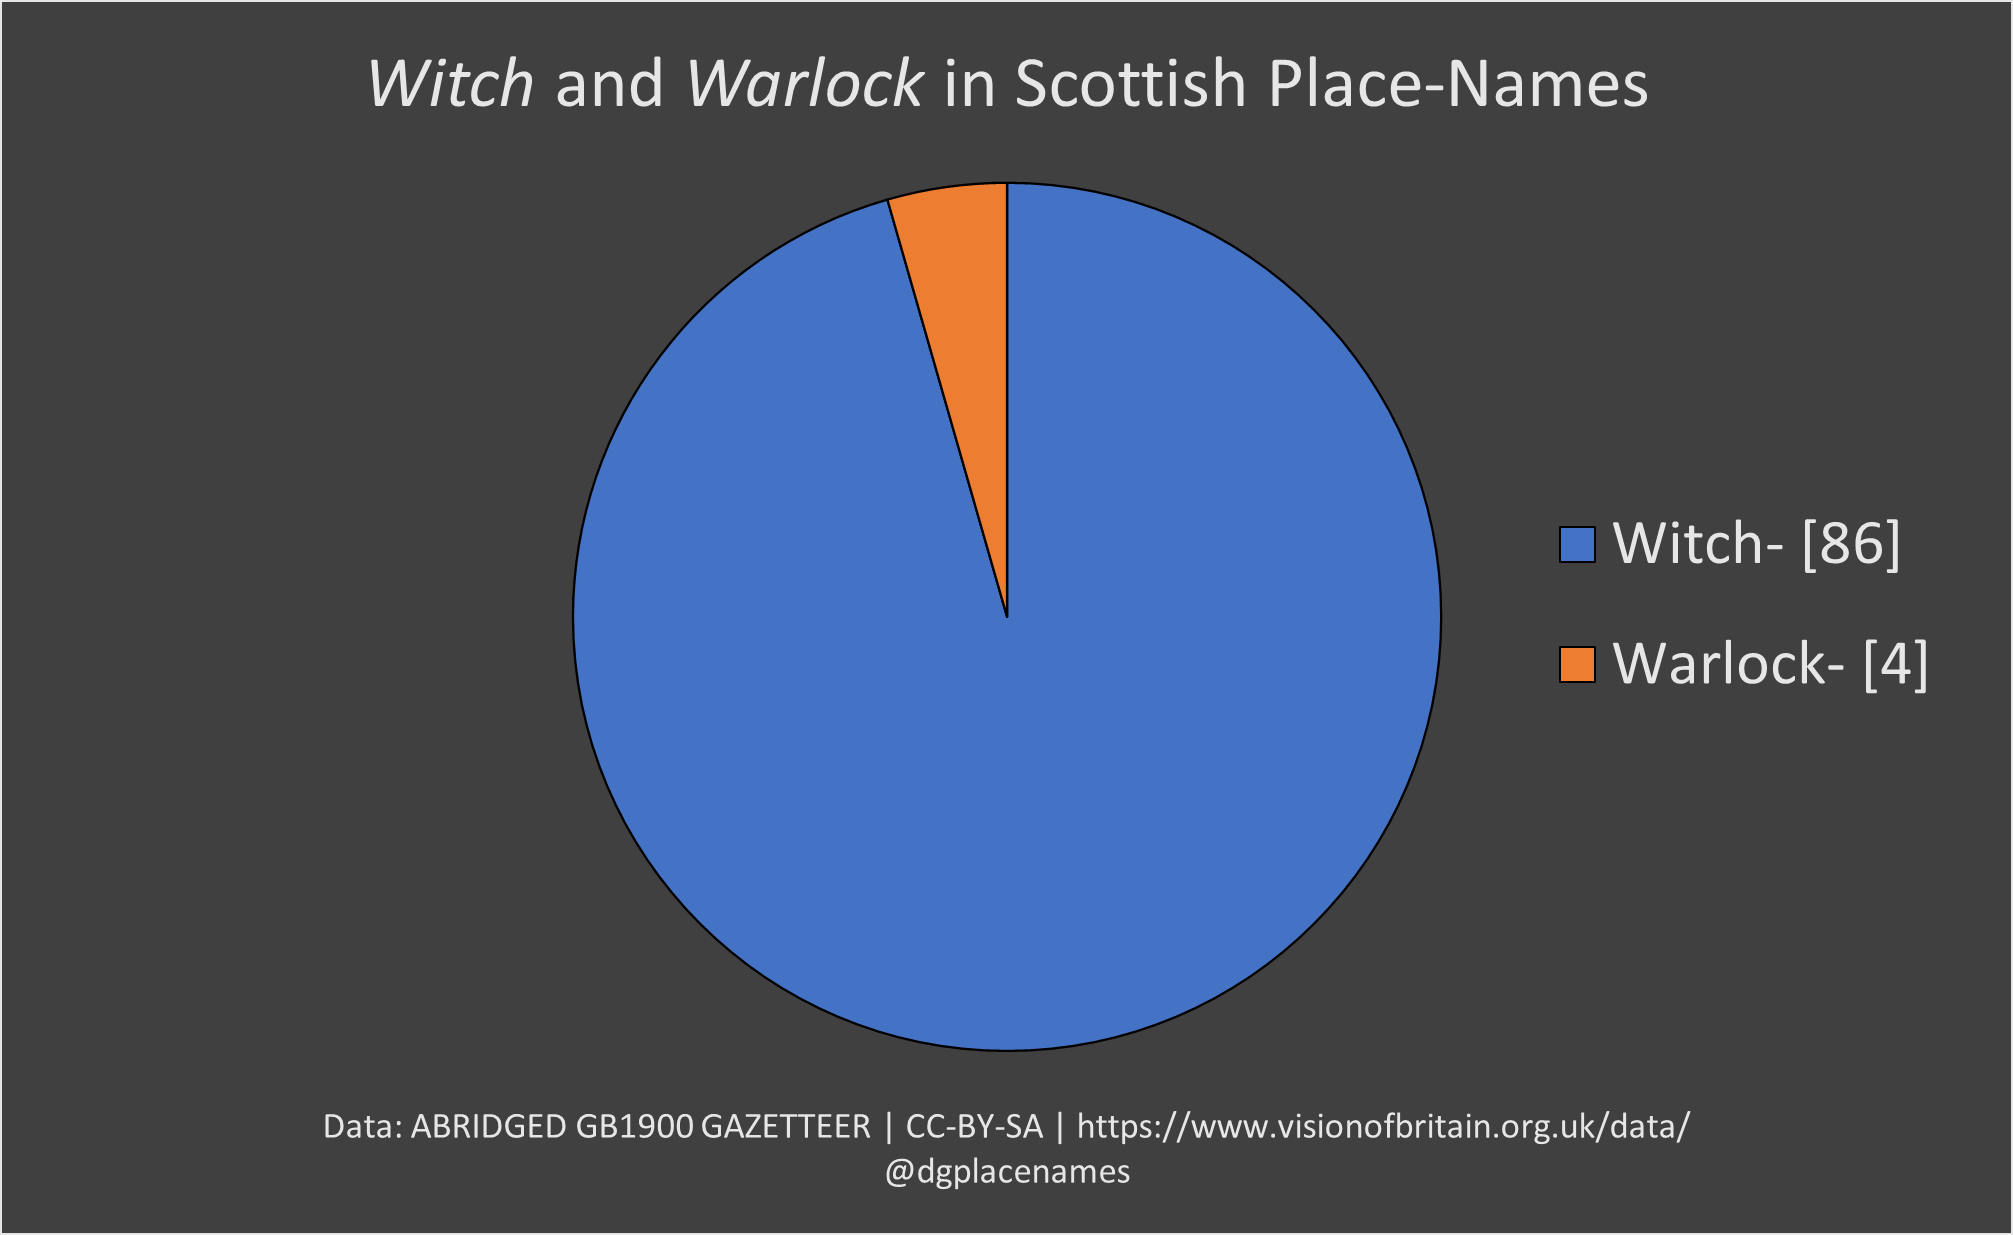 Witch and Warlock in Scottish Place-Names
Witch- [86]
Warlock- [4]
Data: ABRIDGED GB1900 GAZETTEER | CC-BY-SA | https://www.visionofbritain.org.uk/data/
@dgplacenames